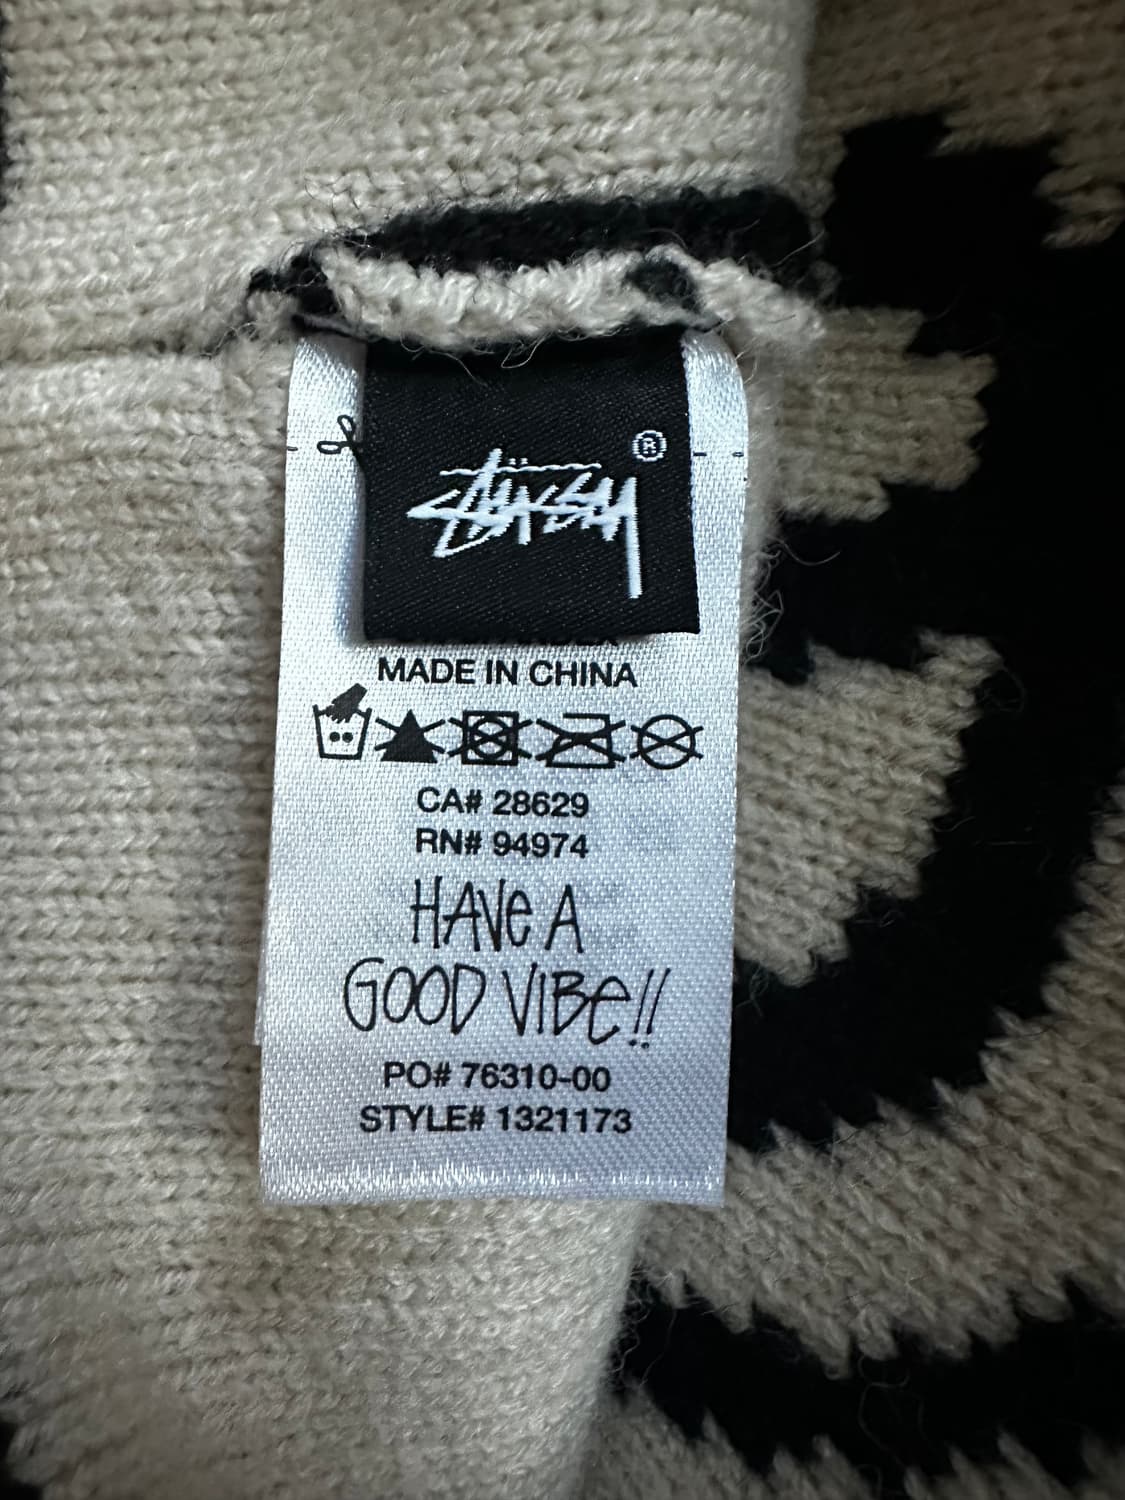 STÜSSY ®
MADE IN CHINA
CA# 28629
RN# 94974
HAVE A
GOOD VIBE!!
PO# 76310-00
STYLE# 1321173